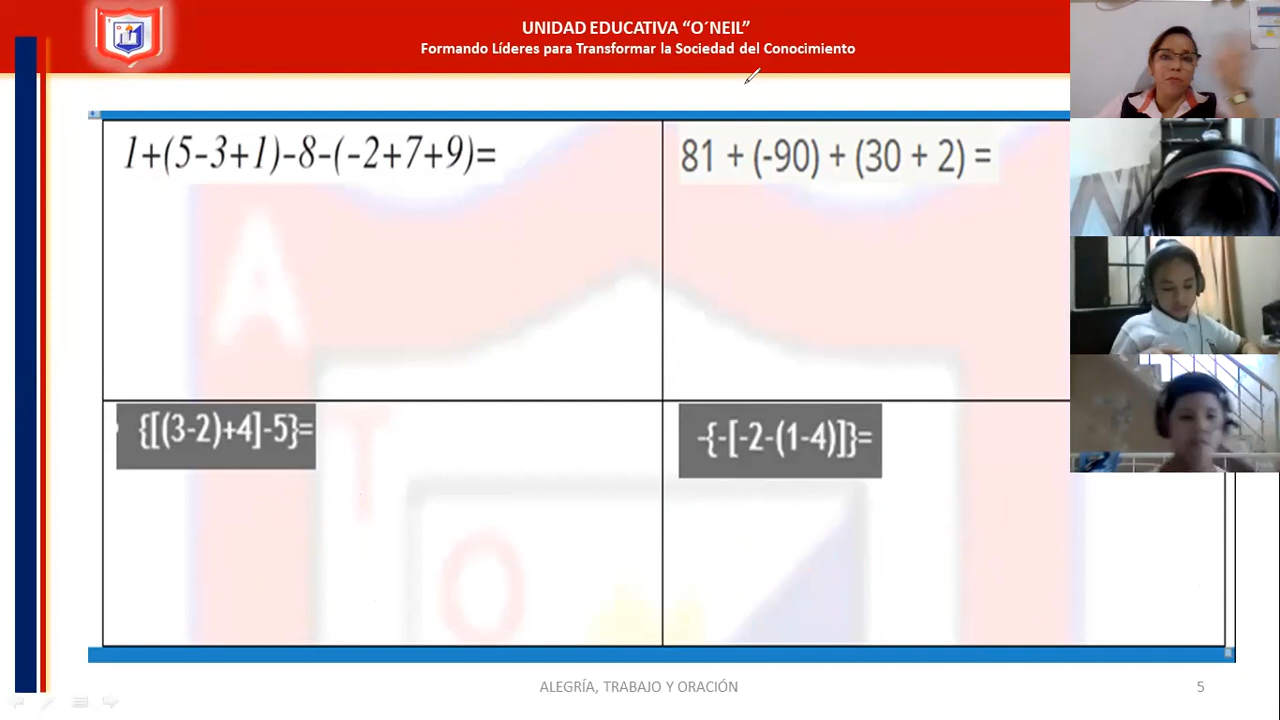 UNIDAD EDUCATIVA “O´NEIL”
Formando Líderes para Transformar la Sociedad del Conocimiento
1+(5-3+1)-8-(-2+7+9)=
81 + (-90) + (30 + 2) =
{[(3-2)+4]-5}=
-{-[-2-(1-4)]}=
A
T
O
ALEGRÍA, TRABAJO Y ORACIÓN
5